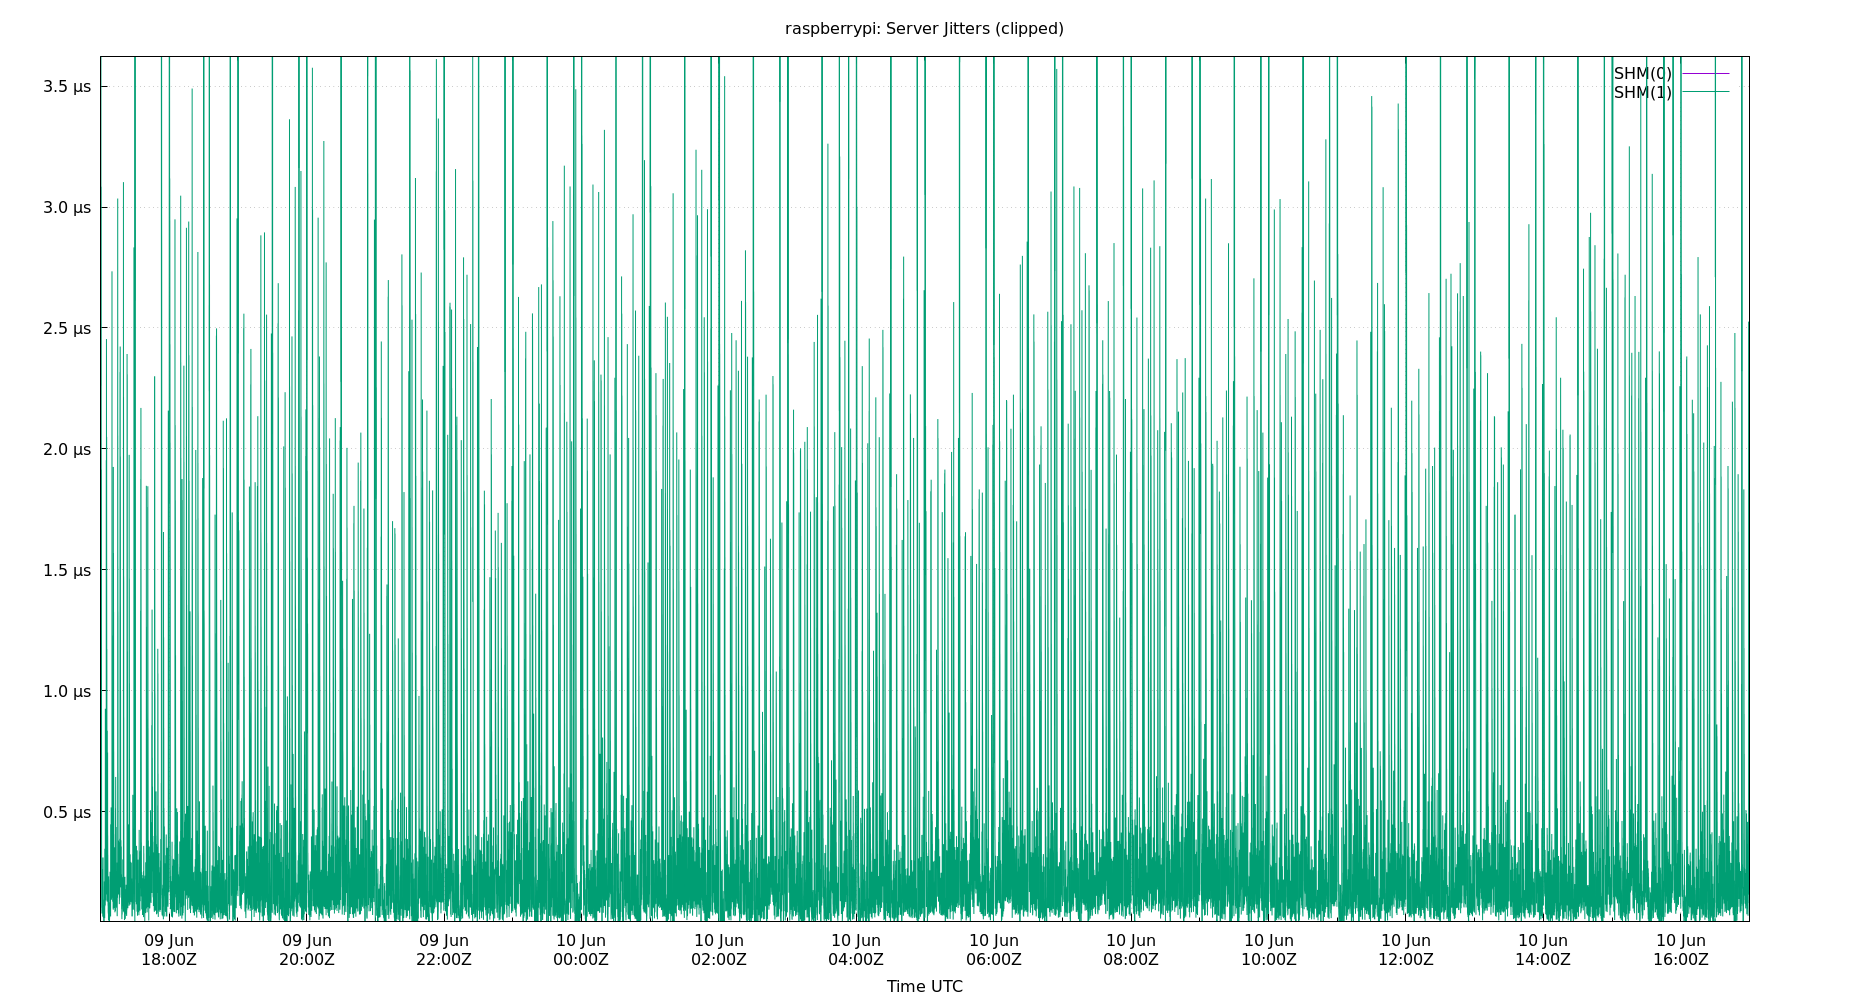 raspberrypi: Server Jitters (clipped)
SHM(0)
SHM(1)
3.5 μs
3.0 μs
2.5 μs
2.0 μs
1.5 μs
1.0 μs
0.5 μs
09 Jun 09 Jun 09 Jun 10 Jun 10 Jun 10 Jun 10 Jun 10 Jun 10 Jun 10 Jun 10 Jun 10 Jun
18:00Z 20:00Z 22:00Z 00:00Z 02:00Z 04:00Z 06:00Z 08:00Z 10:00Z 12:00Z 14:00Z 16:00Z
Time UTC